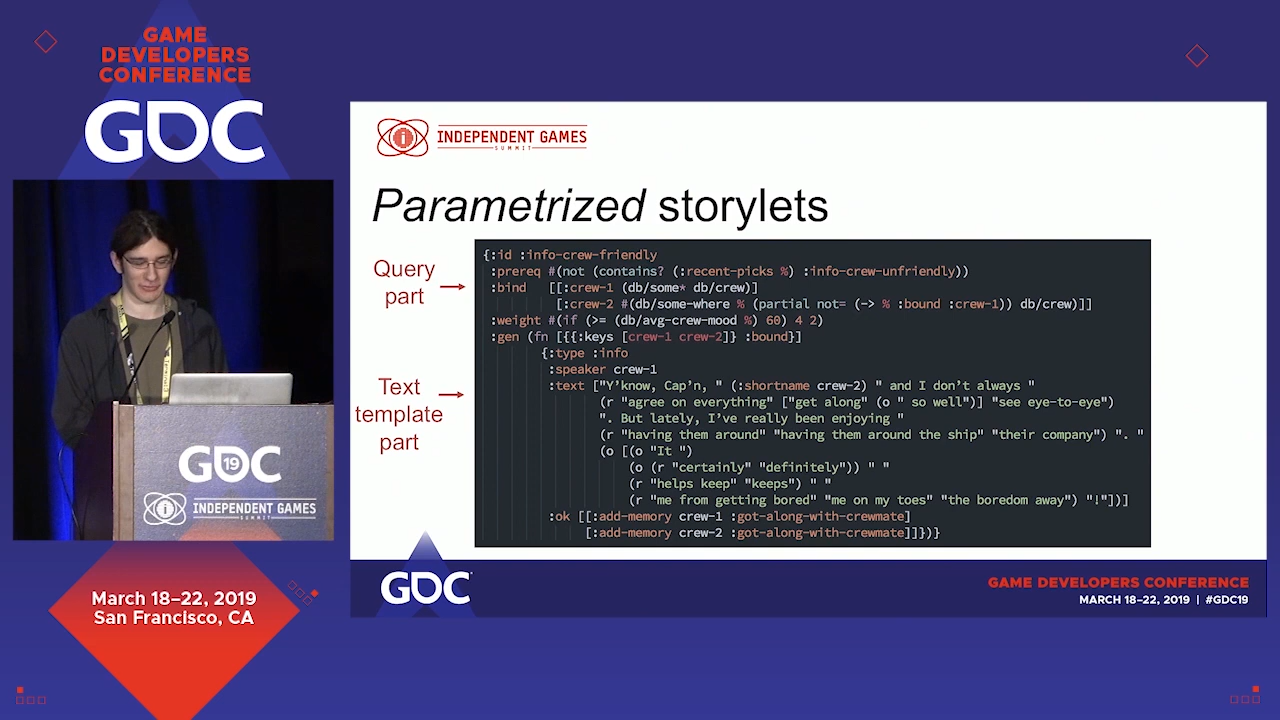 GAME
DEVELOPERS
CONFERENCE
GDC
March 18–22, 2019
San Francisco, CA
GDC 19
INDEPENDENT GAMES
SUMMIT
INDEPENDENT GAMES
SUMMIT
Parametrized storylets
Query
part
Text
template
part
{:id :info-crew-friendly
:prereq #(not (contains? (:recent-picks %) :info-crew-unfriendly))
:bind [[:crew-1 (db/some* db/crew)]
[:crew-2 #(db/some-where % (partial not= (-> % :bound :crew-1)) db/crew)]]
:weight #(if (>= (db/avg-crew-mood %) 60) 4 2)
:gen (fn [{{:keys [crew-1 crew-2]} :bound}]
{:type :info
:speaker crew-1
:text ["Y'know, Cap'n, " (:shortname crew-2) " and I don't always "
(r "agree on everything" ["get along" (o " so well")] "see eye-to-eye")
". But lately, I've really been enjoying "
(r "having them around" "having them around the ship" "their company") ". "
(o [(o "It ")
(o (r "certainly" "definitely")) " "
(r "helps keep" "keeps") " "
(r "me from getting bored" "me on my toes" "the boredom away") "!"])]
:ok [[:add-memory crew-1 :got-along-with-crewmate]
[:add-memory crew-2 :got-along-with-crewmate]]})}
GDC
GAME DEVELOPERS CONFERENCE
MARCH 18–22, 2019 | #GDC19